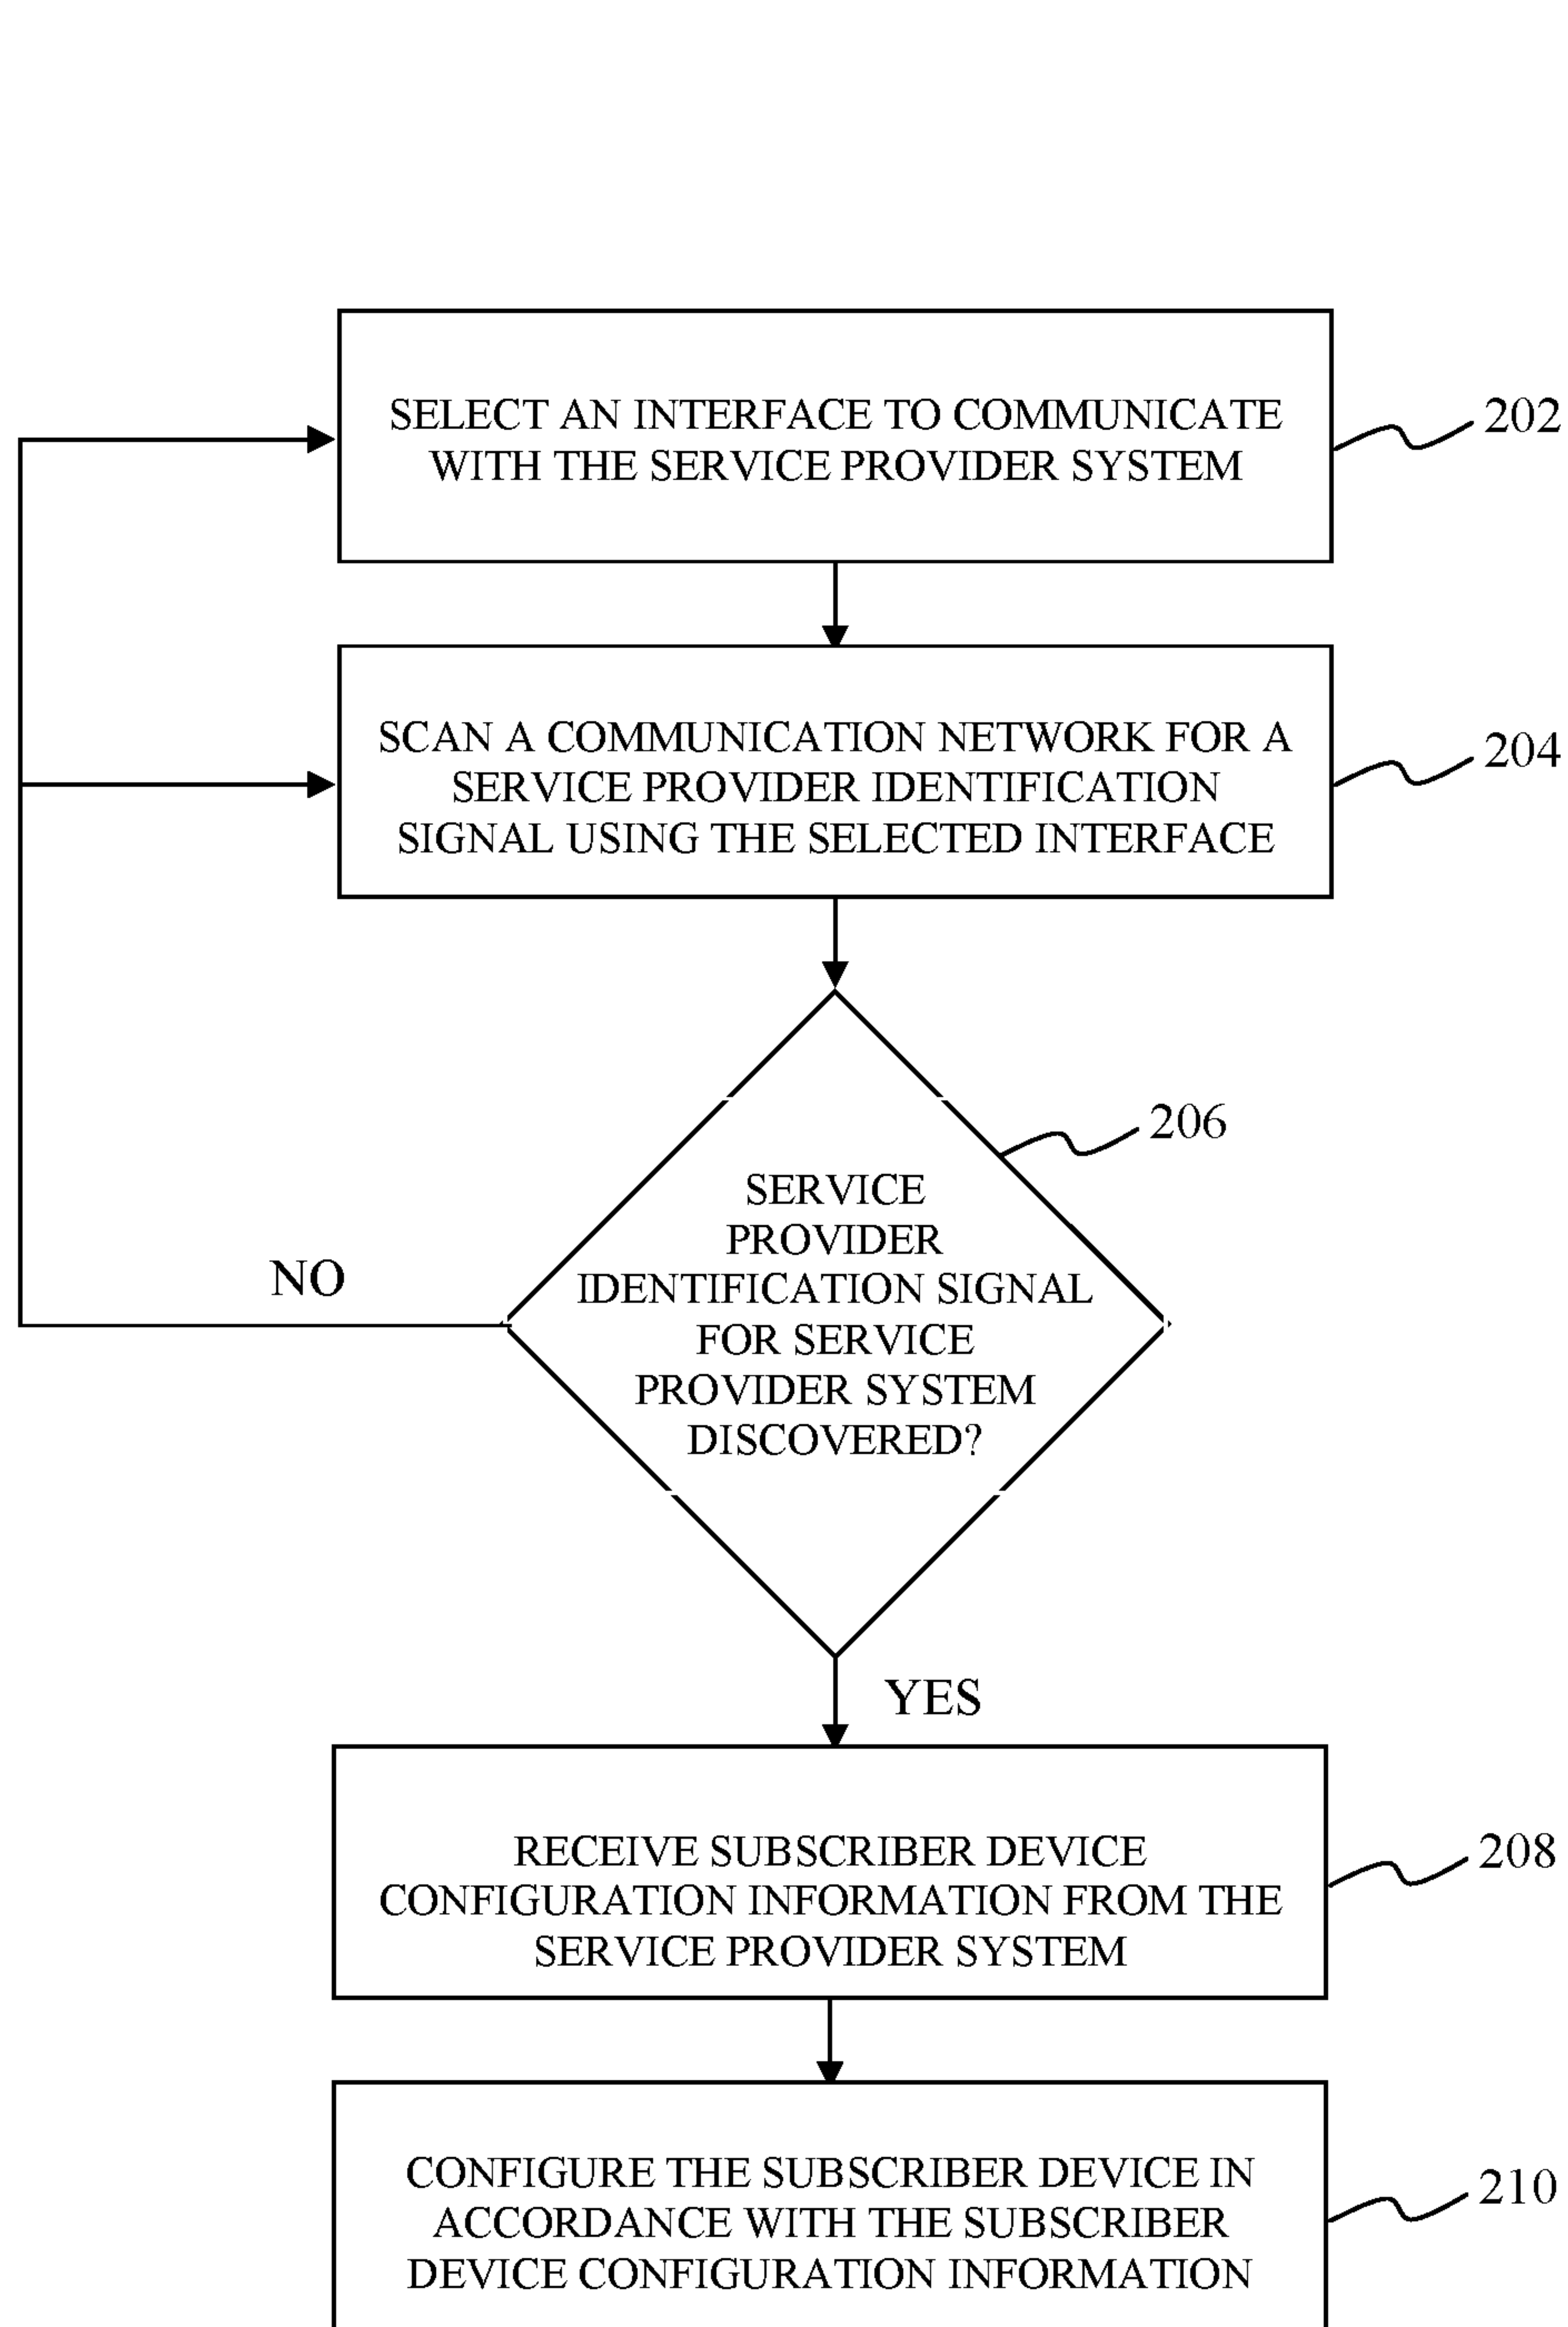 SELECT AN INTERFACE TO COMMUNICATE
WITH THE SERVICE PROVIDER SYSTEM
202
SCAN A COMMUNICATION NETWORK FOR A
SERVICE PROVIDER IDENTIFICATION
SIGNAL USING THE SELECTED INTERFACE
204
206
SERVICE
PROVIDER
IDENTIFICATION SIGNAL
FOR SERVICE
PROVIDER SYSTEM
DISCOVERED?
NO
YES
RECEIVE SUBSCRIBER DEVICE
CONFIGURATION INFORMATION FROM THE
SERVICE PROVIDER SYSTEM
208
CONFIGURE THE SUBSCRIBER DEVICE IN
ACCORDANCE WITH THE SUBSCRIBER
DEVICE CONFIGURATION INFORMATION
210